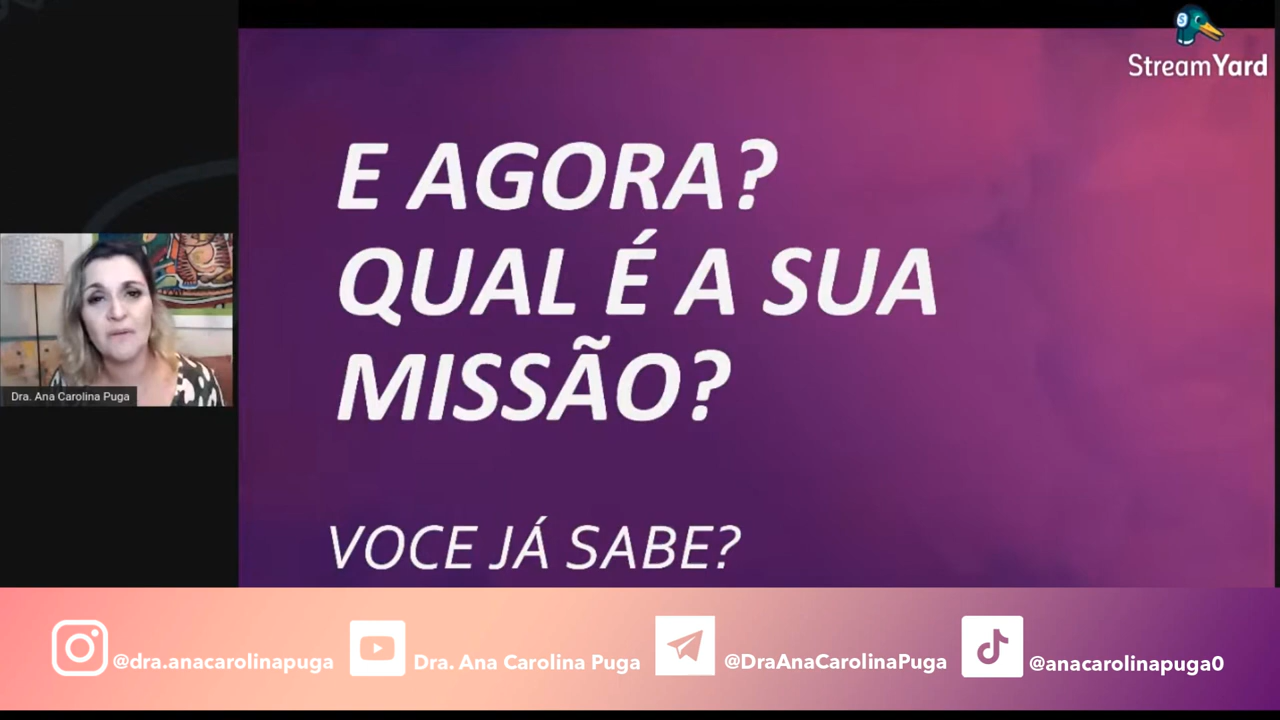 StreamYard
E AGORA?
QUAL É A SUA
MISSÃO?
VOCE JÁ SABE?
Dra. Ana Carolina Puga
@dra.anacarolinapuga
Dra. Ana Carolina Puga
@DraAnaCarolinaPuga
@anacarolinapuga0